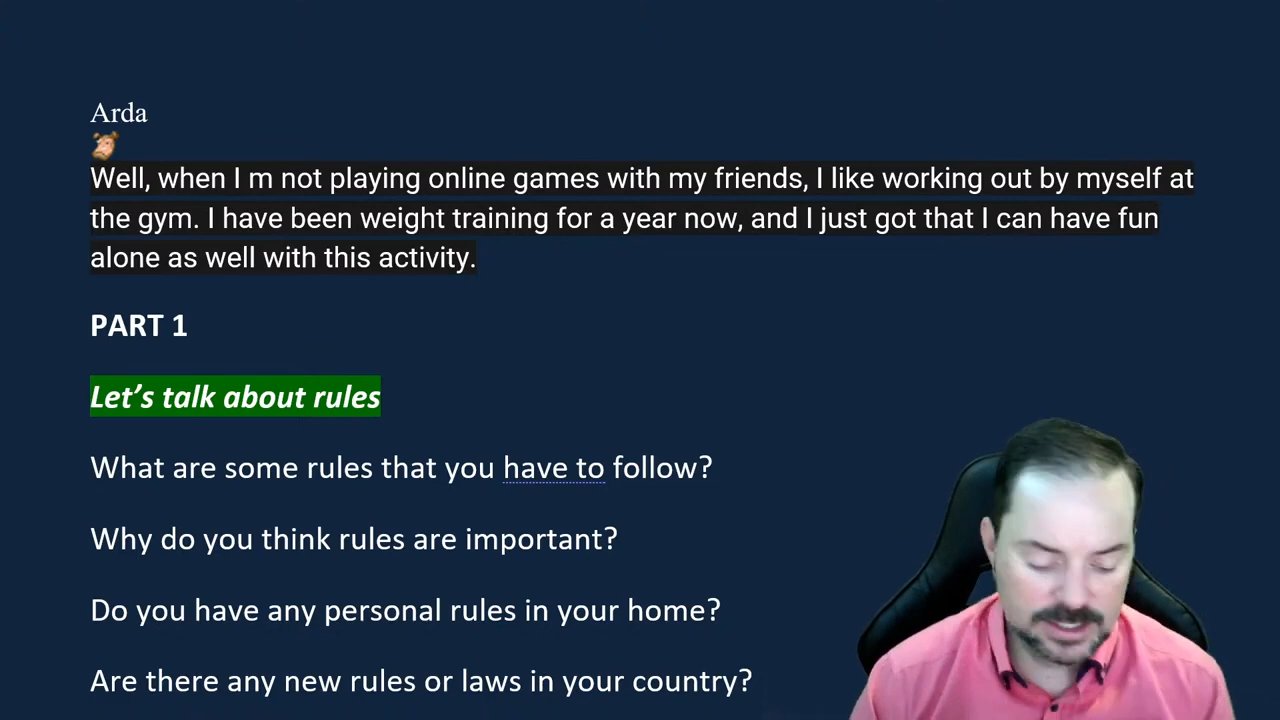 Arda
Well, when I m not playing online games with my friends, I like working out by myself at
the gym. I have been weight training for a year now, and I just got that I can have fun
alone as well with this activity.
PART 1
Let’s talk about rules
What are some rules that you have to follow?
Why do you think rules are important?
Do you have any personal rules in your home?
Are there any new rules or laws in your country?